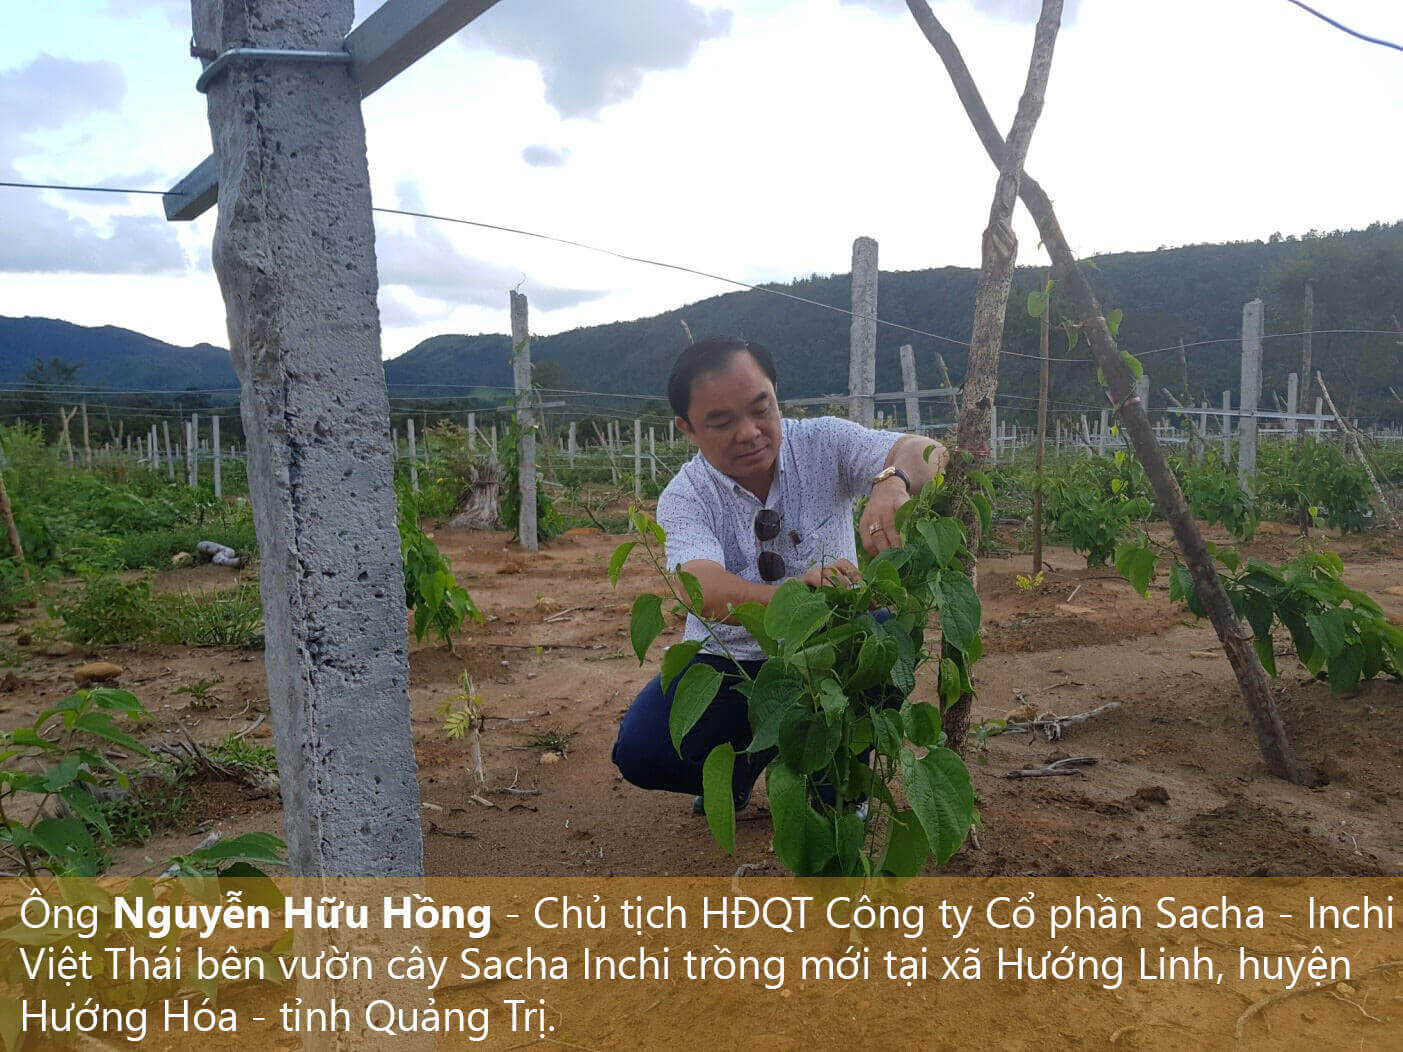 Ông Nguyễn Hữu Hồng - Chủ tịch HĐQT Công ty Cổ phần Sacha - Inchi
Việt Thái bên vườn cây Sacha Inchi trồng mới tại xã Hướng Linh, huyện
Hướng Hóa - tỉnh Quảng Trị.